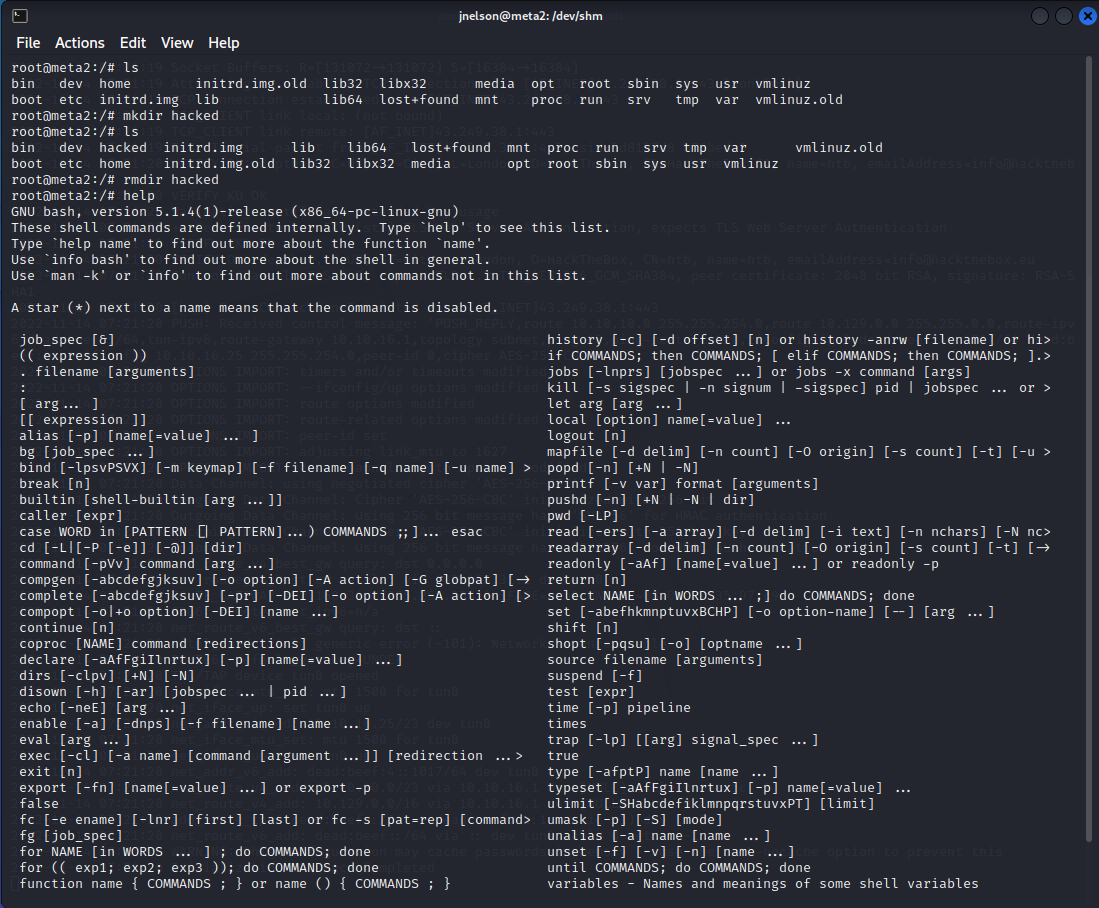 jnelson@meta2: /dev/shm
File Actions Edit View Help
root@meta2:/# ls
bin dev home initrd.img.old lib32 libx32 media opt root sbin sys usr vmlinuz
boot etc initrd.img lib lib64 lost+found mnt proc run srv tmp var vmlinuz.old
root@meta2:/# mkdir hacked
root@meta2:/# ls
bin dev hacked initrd.img lib lib64 lost+found mnt proc run srv tmp var vmlinuz.old
boot etc home initrd.img.old lib32 libx32 media opt root sbin sys usr vmlinuz
root@meta2:/# rmdir hacked
root@meta2:/# help
GNU bash, version 5.1.4(1)-release (x86_64-pc-linux-gnu)
These shell commands are defined internally. Type `help' to see this list.
Type `help name' to find out more about the function `name'.
Use `info bash' to find out more about the shell in general.
Use `man -k' or `info' to find out more about commands not in this list.
A star (*) next to a name means that the command is disabled.
job_spec [&] history [-c] [-d offset] [n] or history -anrw [filename] or hi>
(( expression )) if COMMANDS; then COMMANDS; [ elif COMMANDS; then COMMANDS; ].>
. filename [arguments] jobs [-lnprs] [jobspec ...] or jobs -x command [args]
: kill [-s sigspec | -n signum | -sigspec] pid | jobspec ... or >
[ arg... ] let arg [arg ...]
[[ expression ]] local [option] name[=value] ...
alias [-p] [name[=value] ... ] logout [n]
bg [job_spec ...] mapfile [-d delim] [-n count] [-O origin] [-s count] [-t] [-u >
bind [-lpsvPSVX] [-m keymap] [-f filename] [-q name] [-u name] > popd [-n] [+N | -N]
break [n] printf [-v var] format [arguments]
builtin [shell-builtin [arg ...]] pushd [-n] [+N | -N | dir]
caller [expr] pwd [-LP]
case WORD in [PATTERN [| PATTERN]...) COMMANDS ;;]... esac read [-ers] [-a array] [-d delim] [-i text] [-n nchars] [-N nc>
cd [-L|[-P [-e]] [-@]] [dir] readarray [-d delim] [-n count] [-O origin] [-s count] [-t] [->
command [-pVv] command [arg ...] readonly [-aAf] [name[=value] ...] or readonly -p
compgen [-abcdefgjksuv] [-o option] [-A action] [-G globpat] [-> return [n]
complete [-abcdefgjksuv] [-pr] [-DEI] [-o option] [-A action] [> select NAME [in WORDS ... ;] do COMMANDS; done
compopt [-o|+o option] [-DEI] [name ...] set [-abefhkmnptuvxBCHP] [-o option-name] [--] [arg ...]
continue [n] shift [n]
coproc [NAME] command [redirections] shopt [-pqsu] [-o] [optname ...]
declare [-aAfFgiIlnrtux] [-p] [name[=value] ...] source filename [arguments]
dirs [-clpv] [+N] [-N] suspend [-f]
disown [-h] [-ar] [jobspec ... | pid ...] test [expr]
echo [-neE] [arg ...] time [-p] pipeline
enable [-a] [-dnps] [-f filename] [name ...] times
eval [arg ...] trap [-lp] [[arg] signal_spec ...]
exec [-cl] [-a name] [command [argument ...]] [redirection ...> true
exit [n] type [-afptP] name [name ...]
export [-fn] [name[=value] ...] or export -p typeset [-aAfFgiIlnrtux] [-p] name[=value] ...
false ulimit [-SHabcdefiklmnpqrstuvxPT] [limit]
fc [-e ename] [-lnr] [first] [last] or fc -s [pat=rep] [command> umask [-p] [-S] [mode]
fg [job_spec] unalias [-a] name [name ...]
for NAME [in WORDS ... ] ; do COMMANDS; done unset [-f] [-v] [-n] [name ...]
for (( exp1; exp2; exp3 )); do COMMANDS; done until COMMANDS; do COMMANDS; done
function name { COMMANDS ; } or name () { COMMANDS ; } variables - Names and meanings of some shell variables